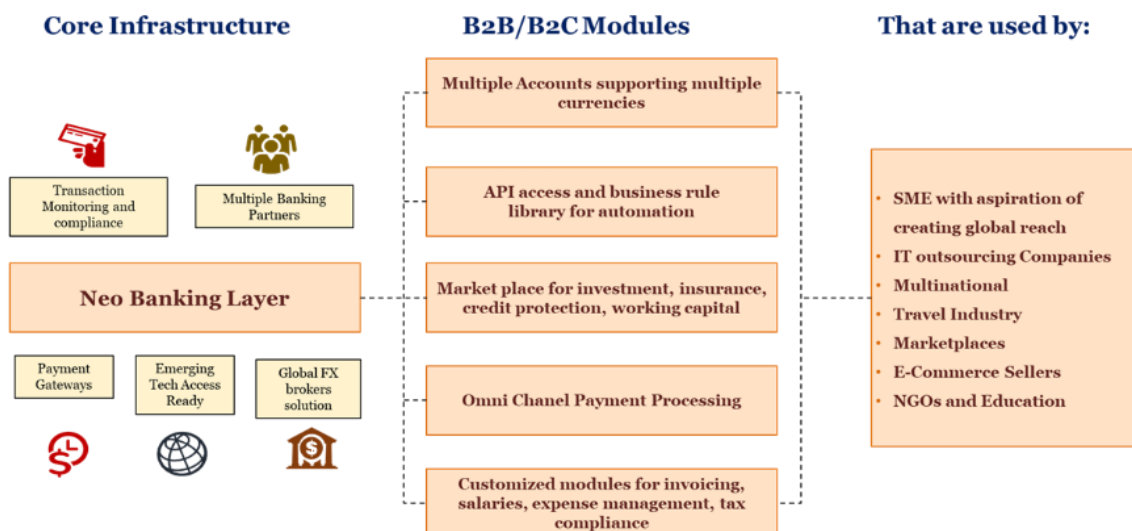 Core Infrastructure
B2B/B2C Modules
That are used by:
Transaction
Monitoring and
compliance
Multiple Banking
Partners
Neo Banking Layer
Payment
Gateways
Emerging
Tech Access
Ready
Global FX
brokers
solution
Multiple Accounts supporting multiple
currencies
API access and business rule
library for automation
Market place for investment, insurance,
credit protection, working capital
Omni Chanel Payment Processing
Customized modules for invoicing,
salaries, expense management, tax
compliance
• SME with aspiration of
creating global reach
• IT outsourcing Companies
• Multinational
• Travel Industry
• Marketplaces
• E-Commerce Sellers
• NGOs and Education